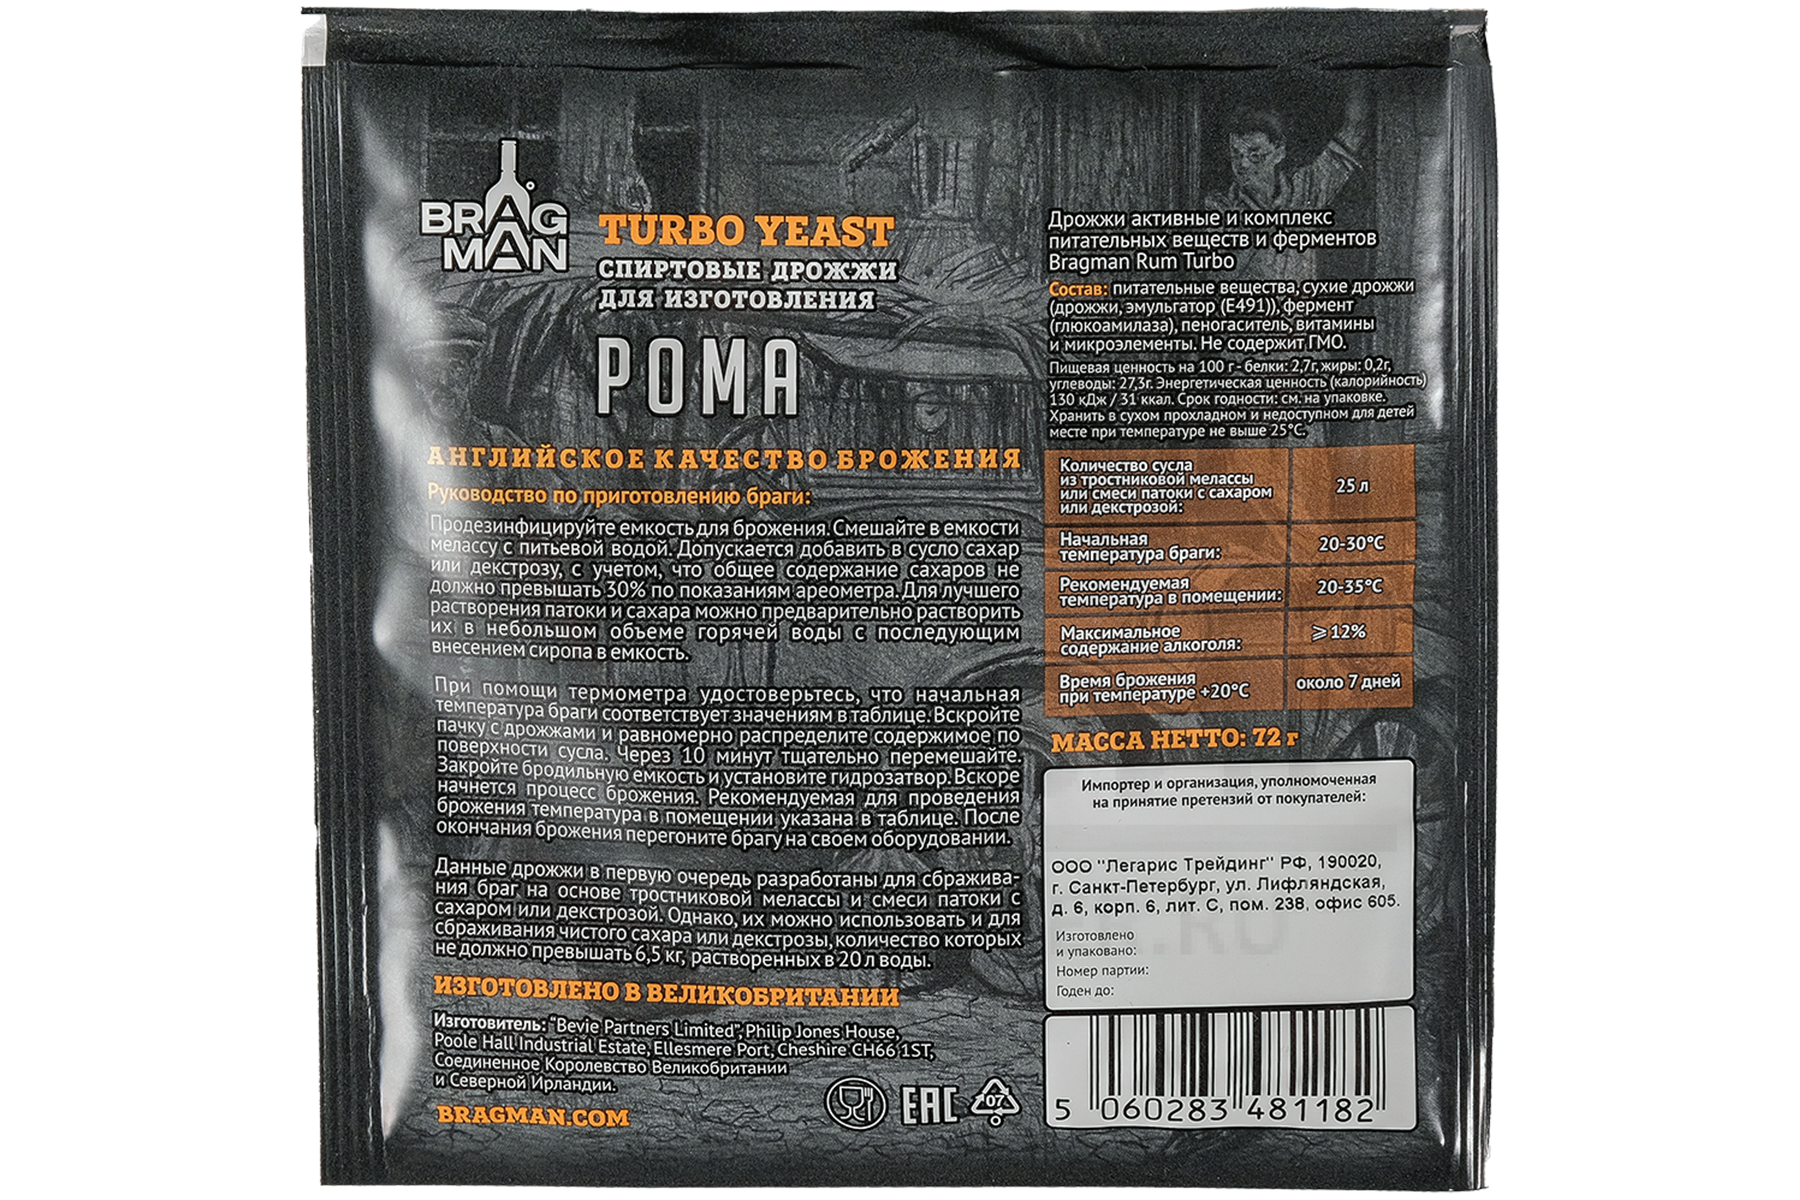 BRAG
MAN
TURBO YEAST
СПИРТОВЫЕ ДРОЖЖИ
ДЛЯ ИЗГОТОВЛЕНИЯ
РОМА
АНГЛИЙСКОЕ КАЧЕСТВО БРОЖЕНИЯ
Руководство по приготовлению браги:
Продезинфицируйте емкость для брожения. Смешайте в емкости
мелассу с питьевой водой. Допускается добавить в сусло сахар
или декстрозу, с учетом, что общее содержание сахаров не
должно превышать 30% по показаниям ареометра. Для лучшего
растворения патоки и сахара можно предварительно растворить
их в небольшом объеме горячей воды с последующим
внесением сиропа в емкость.
При помощи термометра удостоверьтесь, что начальная
температура браги соответствует значениям в таблице. Вскройте
пачку с дрожжами и равномерно распределите содержимое по
поверхности сусла. Через 10 минут тщательно перемешайте.
Закройте бродильную емкость и установите гидрозатвор. Вскоре
начнется процесс брожения. Рекомендуемая для проведения
брожения температура в помещении указана в таблице. После
окончания брожения перегоните брагу на своем оборудовании.
Данные дрожжи в первую очередь разработаны для сбражива-
ния браг на основе тростниковой мелассы и смеси патоки с
сахаром или декстрозой. Однако, их можно использовать и для
сбраживания чистого сахара или декстрозы, количество которых
не должно превышать 6,5 кг, растворенных в 20 л воды.
ИЗГОТОВЛЕНО В ВЕЛИКОБРИТАНИИ
Изготовитель: "Bevie Partners Limited", Philip Jones House,
Poole Hall Industrial Estate, Ellesmere Port, Cheshire CH66 1ST,
Соединенное Королевство Великобритании
и Северной Ирландии.
BRAGMAN.COM
EAC
07
Дрожжи активные и комплекс
питательных веществ и ферментов
Bragman Rum Turbo
Состав: питательные вещества, сухие дрожжи
(дрожжи, эмульгатор (Е491)), фермент
(глюкоамилаза), пеногаситель, витамины
и микроэлементы. Не содержит ГМО.
Пищевая ценность на 100 г - белки: 2,7г, жиры: 0,2г,
углеводы: 27,3г. Энергетическая ценность (калорийность)
130 кДж / 31 ккал. Срок годности: см. на упаковке.
Хранить в сухом прохладном и недоступном для детей
месте при температуре не выше 25°С.
Количество сусла
из тростниковой мелассы
или смеси патоки с сахаром
или декстрозой:
25 л
Начальная
температура браги:
20-30°С
Рекомендуемая
температура в помещении:
20-35°С
Максимальное
содержание алкоголя:
⩾12%
Время брожения
при температуре +20°С
около 7 дней
МАССА НЕТТО: 72 г
Импортер и организация, уполномоченная
на принятие претензий от покупателей:
ООО "Легарис Трейдинг" РФ, 190020,
г. Санкт-Петербург, ул. Лифляндская,
д. 6, корп. 6, лит. С, пом. 238, офис 605.
.RU
Изготовлено
и упаковано:
Номер партии:
Годен до:
5 060283 481182